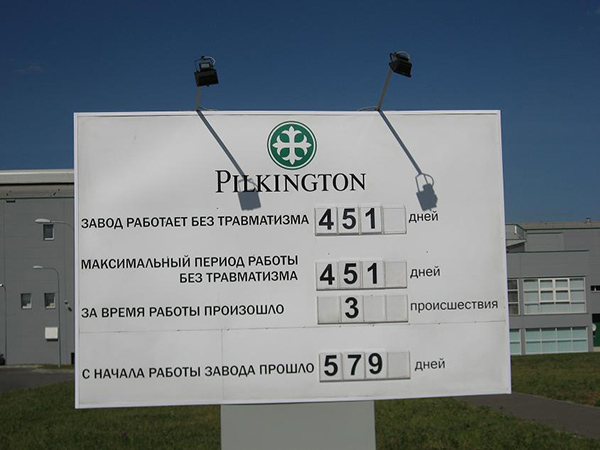 PILKINGTON
ЗАВОД РАБОТАЕТ БЕЗ ТРАВМАТИЗМА 451 дней
МАКСИМАЛЬНЫЙ ПЕРИОД РАБОТЫ
БЕЗ ТРАВМАТИЗМА 451 дней
ЗА ВРЕМЯ РАБОТЫ ПРОИЗОШЛО 3 происшествия
С НАЧАЛА РАБОТЫ ЗАВОДА ПРОШЛО 579 дней